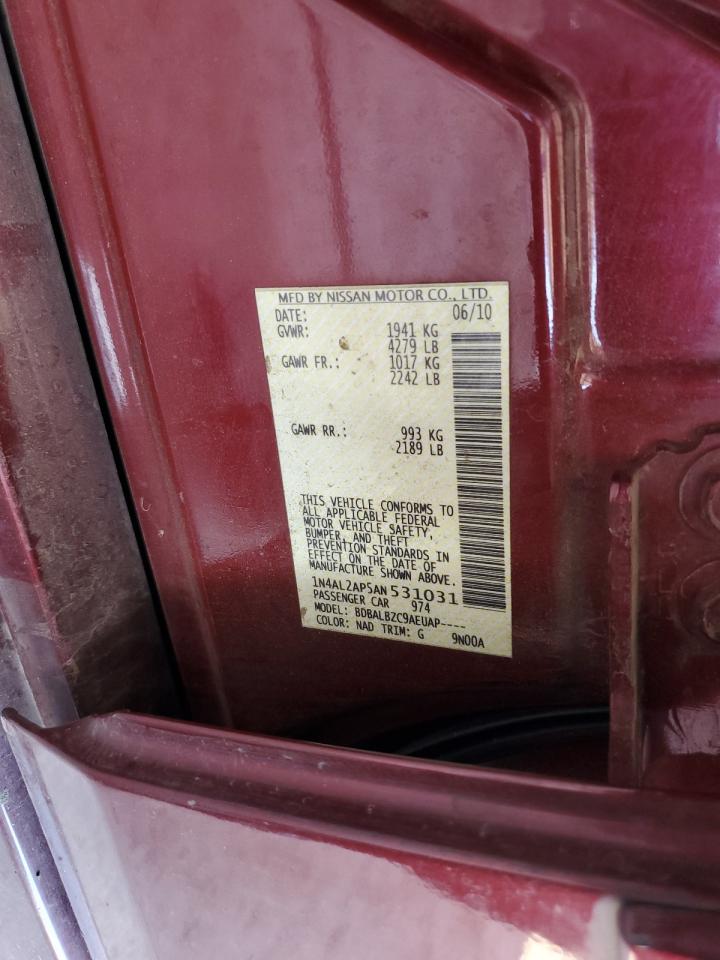 MFD BY NISSAN MOTOR CO., LTD.
DATE: 06/10
GVWR: 1941 KG
4279 LB
GAWR FR.: 1017 KG
2242 LB
GAWR RR.: 993 KG
2189 LB
THIS VEHICLE CONFORMS TO
ALL APPLICABLE FEDERAL
MOTOR VEHICLE SAFETY,
BUMPER, AND THEFT
PREVENTION STANDARDS IN
EFFECT ON THE DATE OF
MANUFACTURE SHOWN ABOVE.
1N4AL2AP5AN531031
PASSENGER CAR 974
MODEL: BDBALBZC9AEUAP----
COLOR: NAD TRIM: G 9N00A